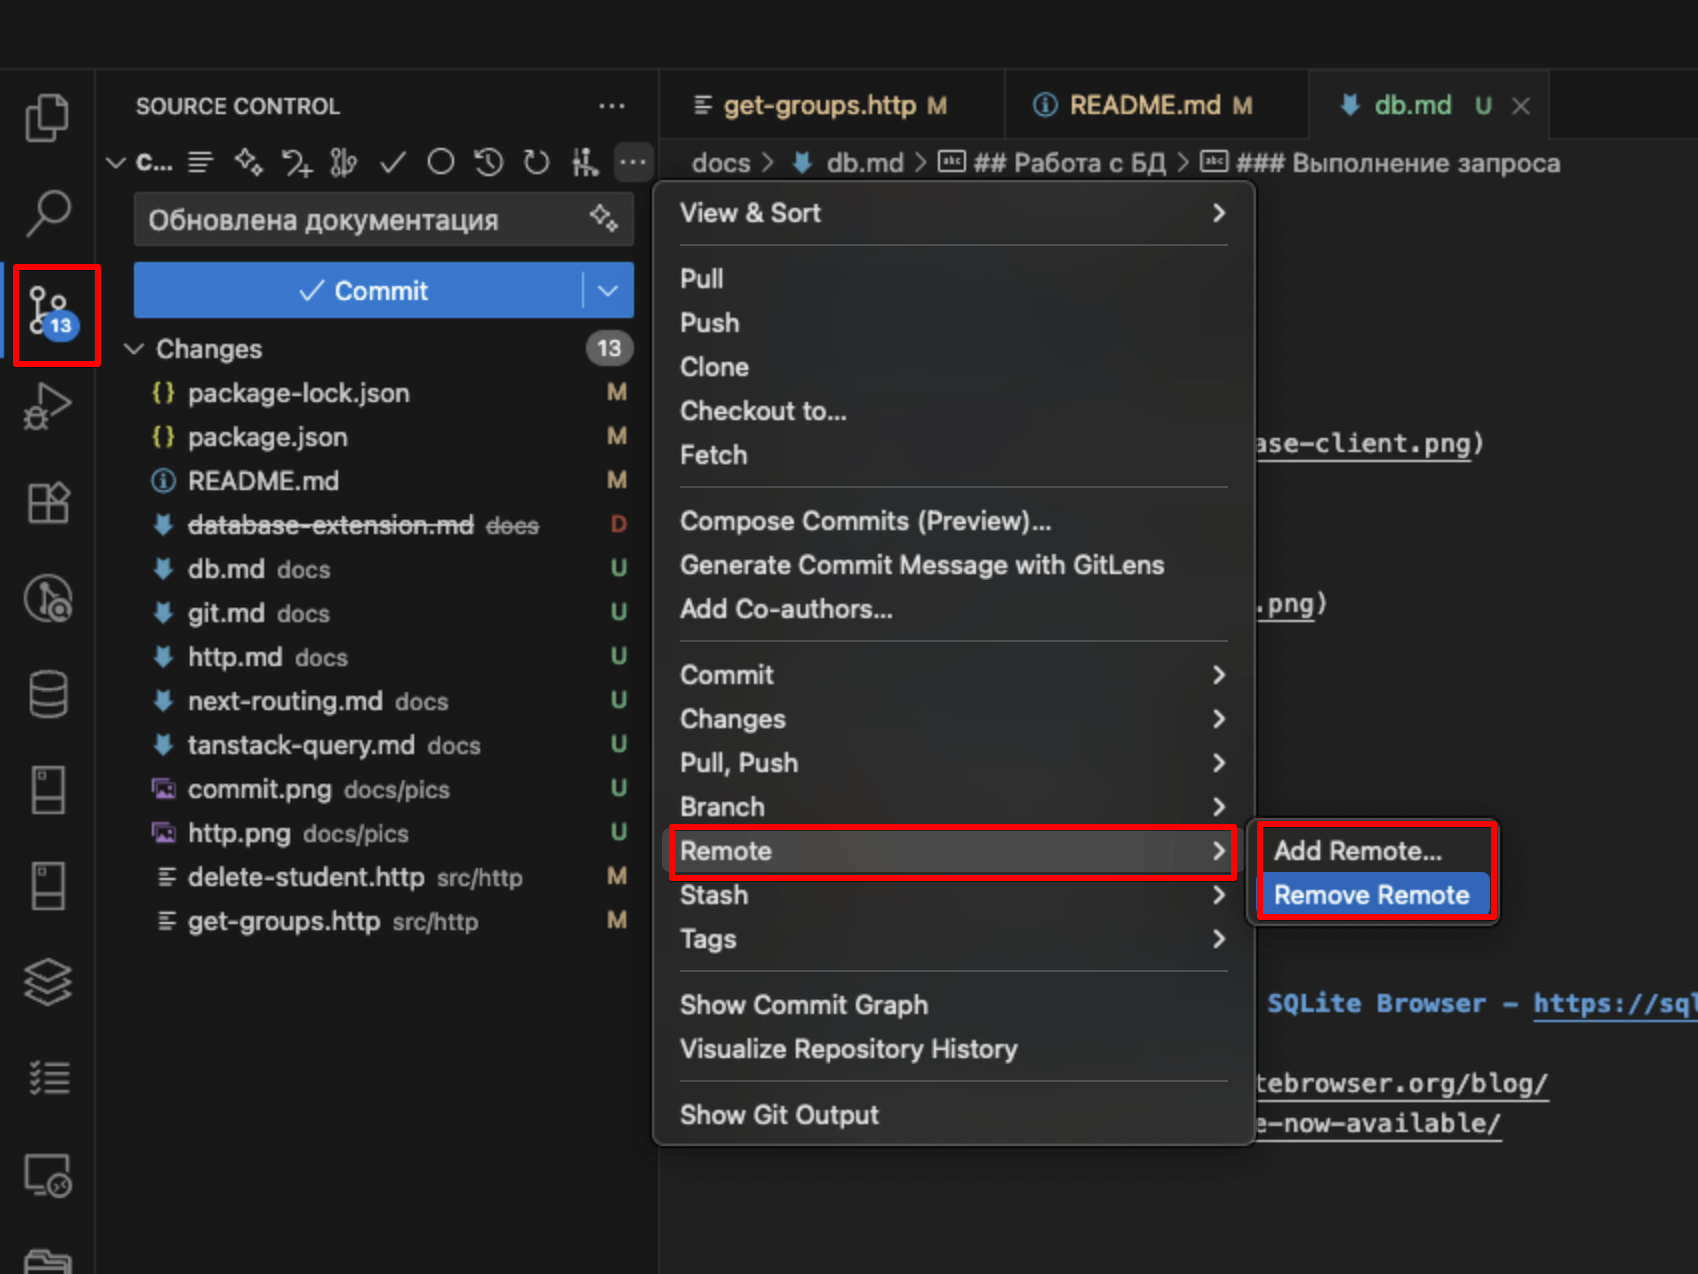 SOURCE CONTROL
get-groups.http M
README.md M
db.md U
C...
docs > db.md > ## Работа с БД > ### Выполнение запроса
Обновлена документация
Commit
13
Changes 13
package-lock.json M
package.json M
README.md M
database-extension.md docs D
db.md docs U
git.md docs U
http.md docs U
next-routing.md docs U
tanstack-query.md docs U
commit.png docs/pics U
http.png docs/pics U
delete-student.http src/http M
get-groups.http src/http M
View & Sort
Pull
Push
Clone
Checkout to...
Fetch
Compose Commits (Preview)...
Generate Commit Message with GitLens
Add Co-authors...
Commit
Changes
Pull, Push
Branch
Remote
Stash
Tags
Show Commit Graph
Visualize Repository History
Show Git Output
Add Remote...
Remove Remote
ase-client.png)
.png)
SQLite Browser – https://sql
tebrowser.org/blog/
e-now-available/